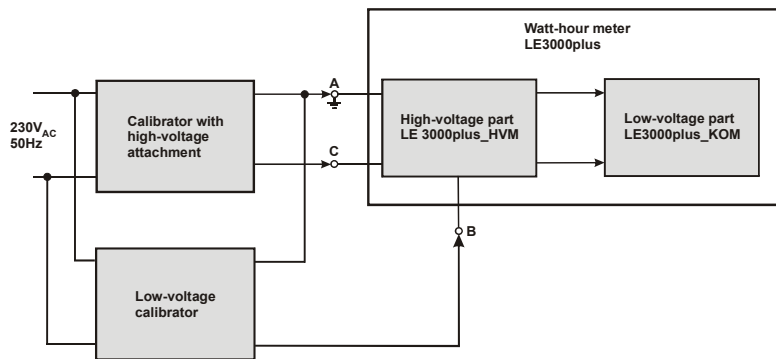 Watt-hour meter
LE3000plus
A
230V_AC
50Hz
Calibrator with
high-voltage
attachment
High-voltage part
LE 3000plus_HVM
Low-voltage part
LE3000plus_KOM
C
B
Low-voltage
calibrator